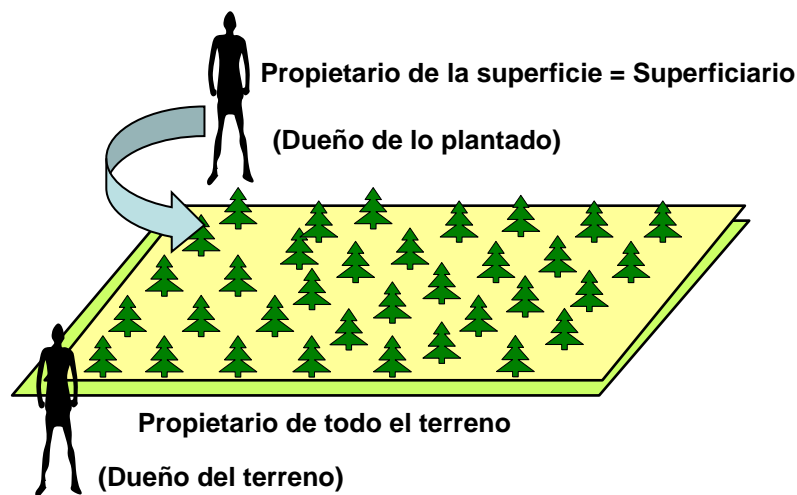 Propietario de la superficie = Superficiario
(Dueño de lo plantado)
Propietario de todo el terreno
(Dueño del terreno)